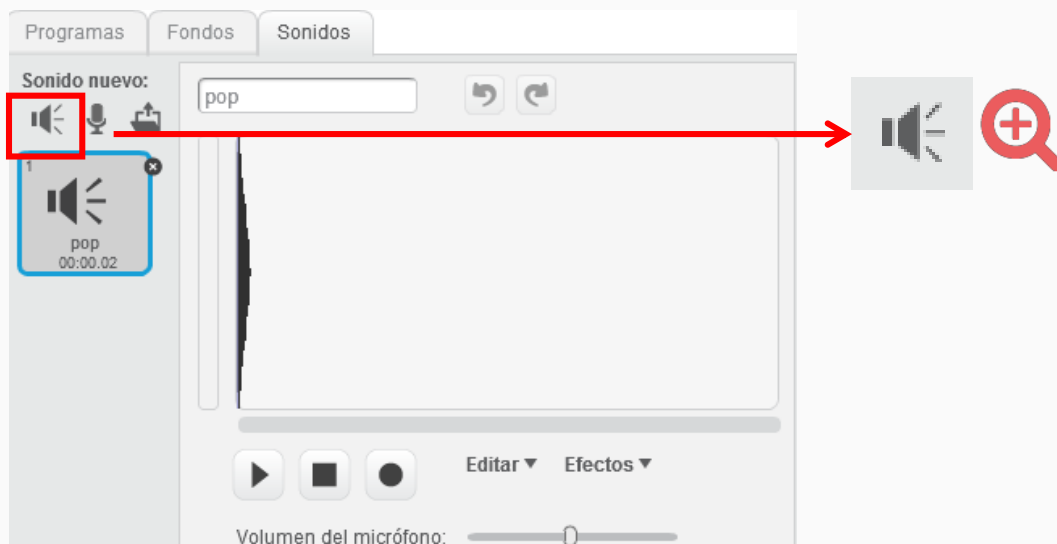 Programas Fondos Sonidos
Sonido nuevo:
pop
1
pop
00:00.02
Editar Efectos
Volumen del micrófono: